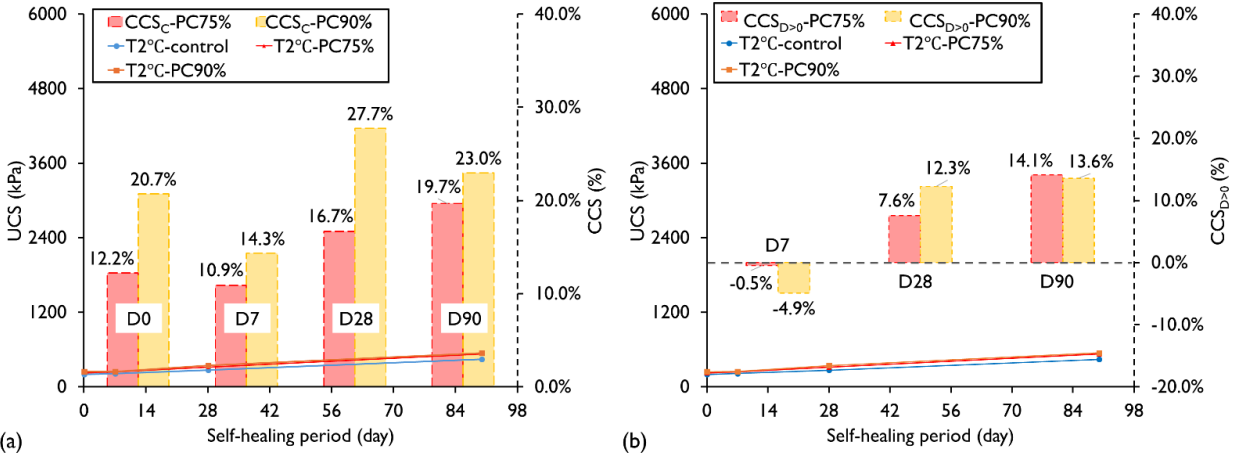 6000
4800
3600
2400
1200
0
UCS (kPa)
CCS_C-PC75%
CCS_C-PC90%
T2℃-control
T2℃-PC75%
T2℃-PC90%
40.0%
30.0%
20.0%
10.0%
0.0%
CCS (%)
12.2%
20.7%
10.9%
14.3%
16.7%
27.7%
19.7%
23.0%
D0
D7
D28
D90
0
14
28
42
56
70
84
98
Self-healing period (day)
(a)
6000
4800
3600
2400
1200
0
UCS (kPa)
CCS_D>0-PC75%
CCS_D>0-PC90%
T2℃-control
T2℃-PC75%
T2℃-PC90%
40.0%
30.0%
20.0%
10.0%
0.0%
-10.0%
-20.0%
CCS_D>0 (%)
D7
-0.5%
-4.9%
7.6%
12.3%
D28
14.1%
13.6%
D90
0
14
28
42
56
70
84
98
Self-healing period (day)
(b)